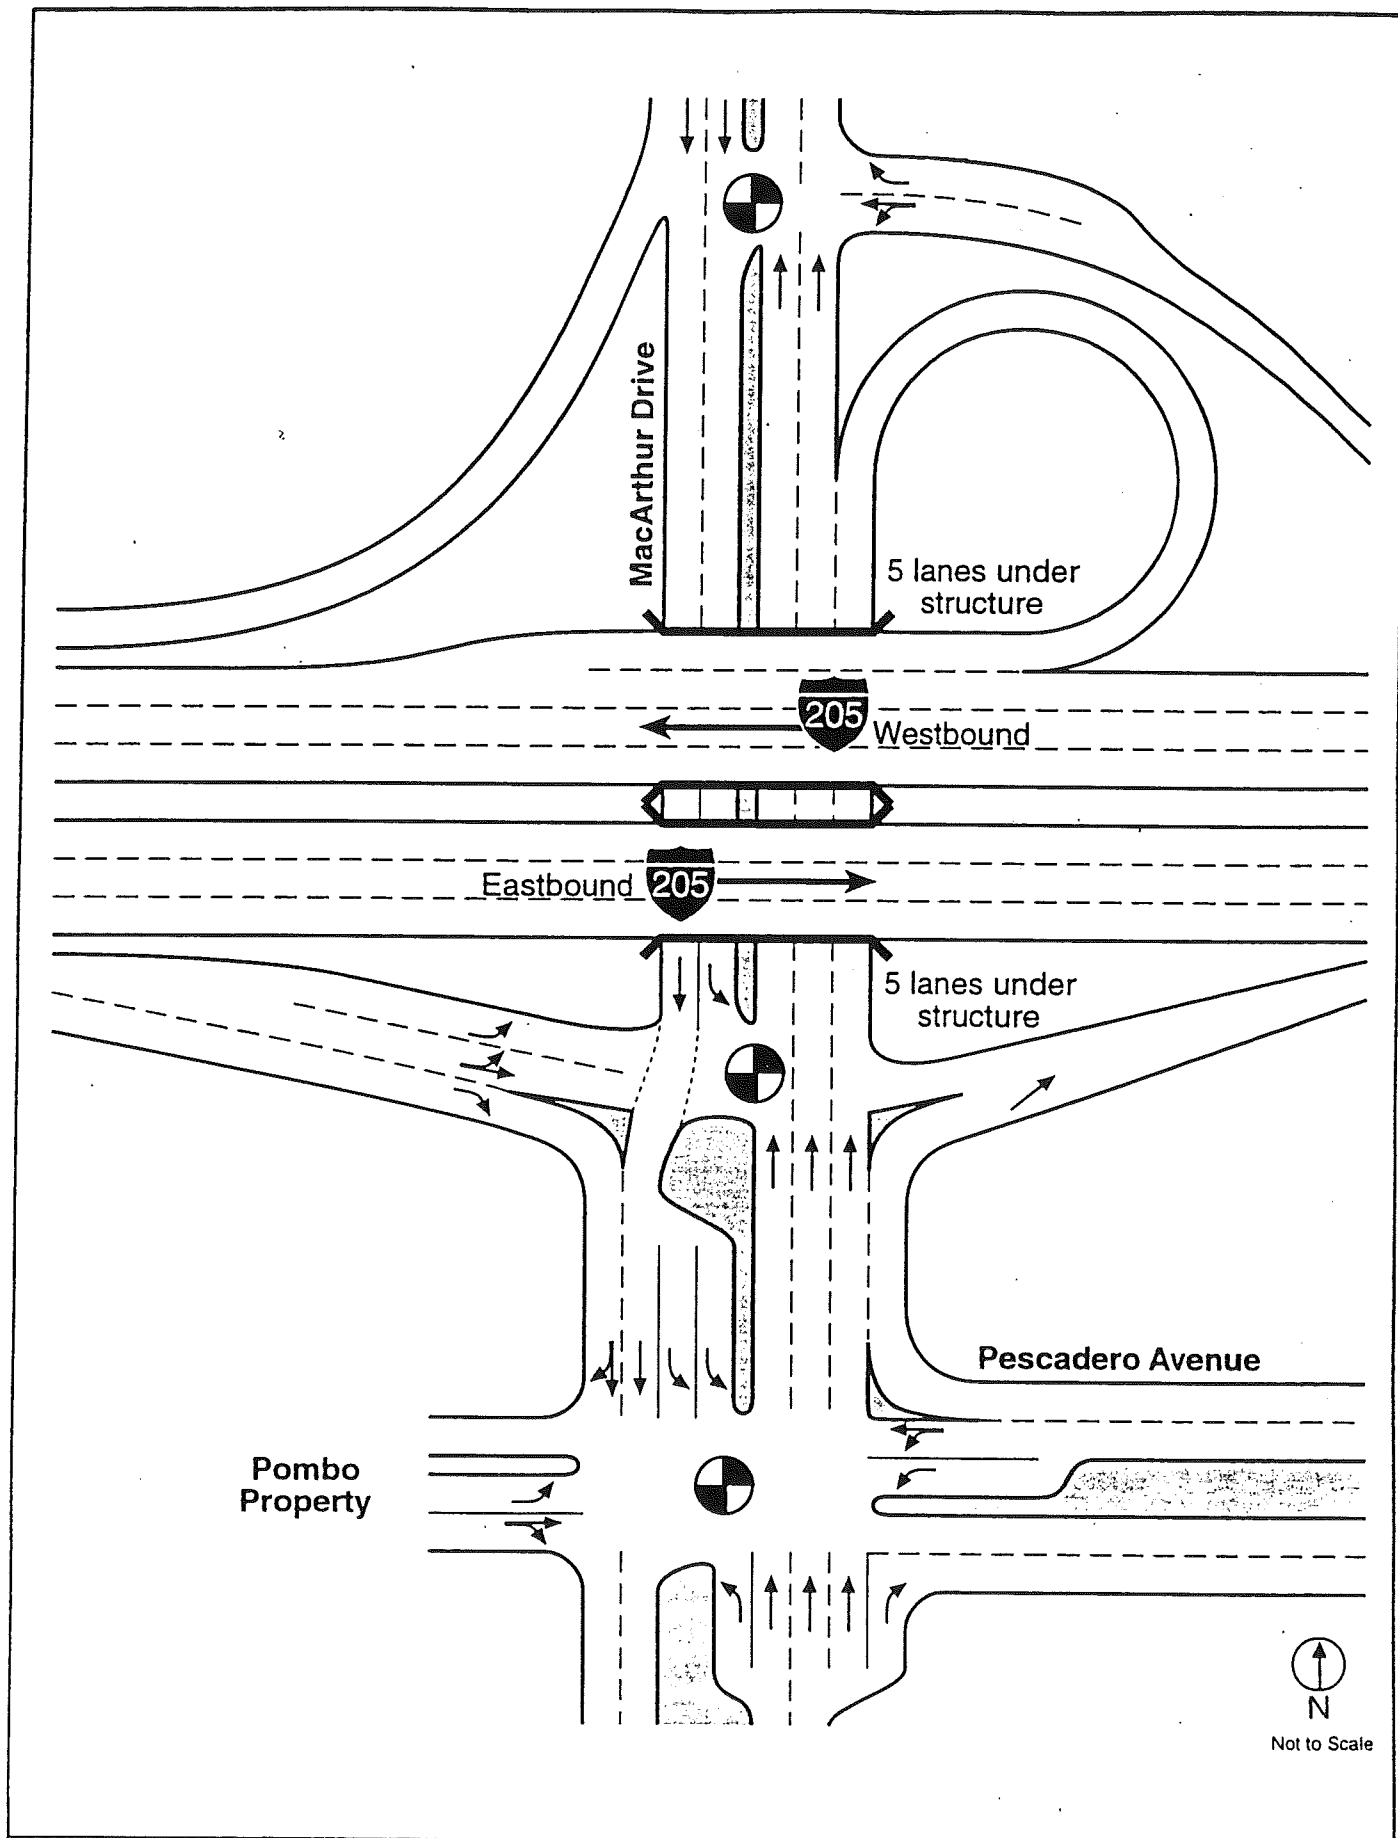 MacArthur Drive
5 lanes under
structure
205
Westbound
Eastbound
205
5 lanes under
structure
Pescadero Avenue
Pombo
Property
N
Not to Scale